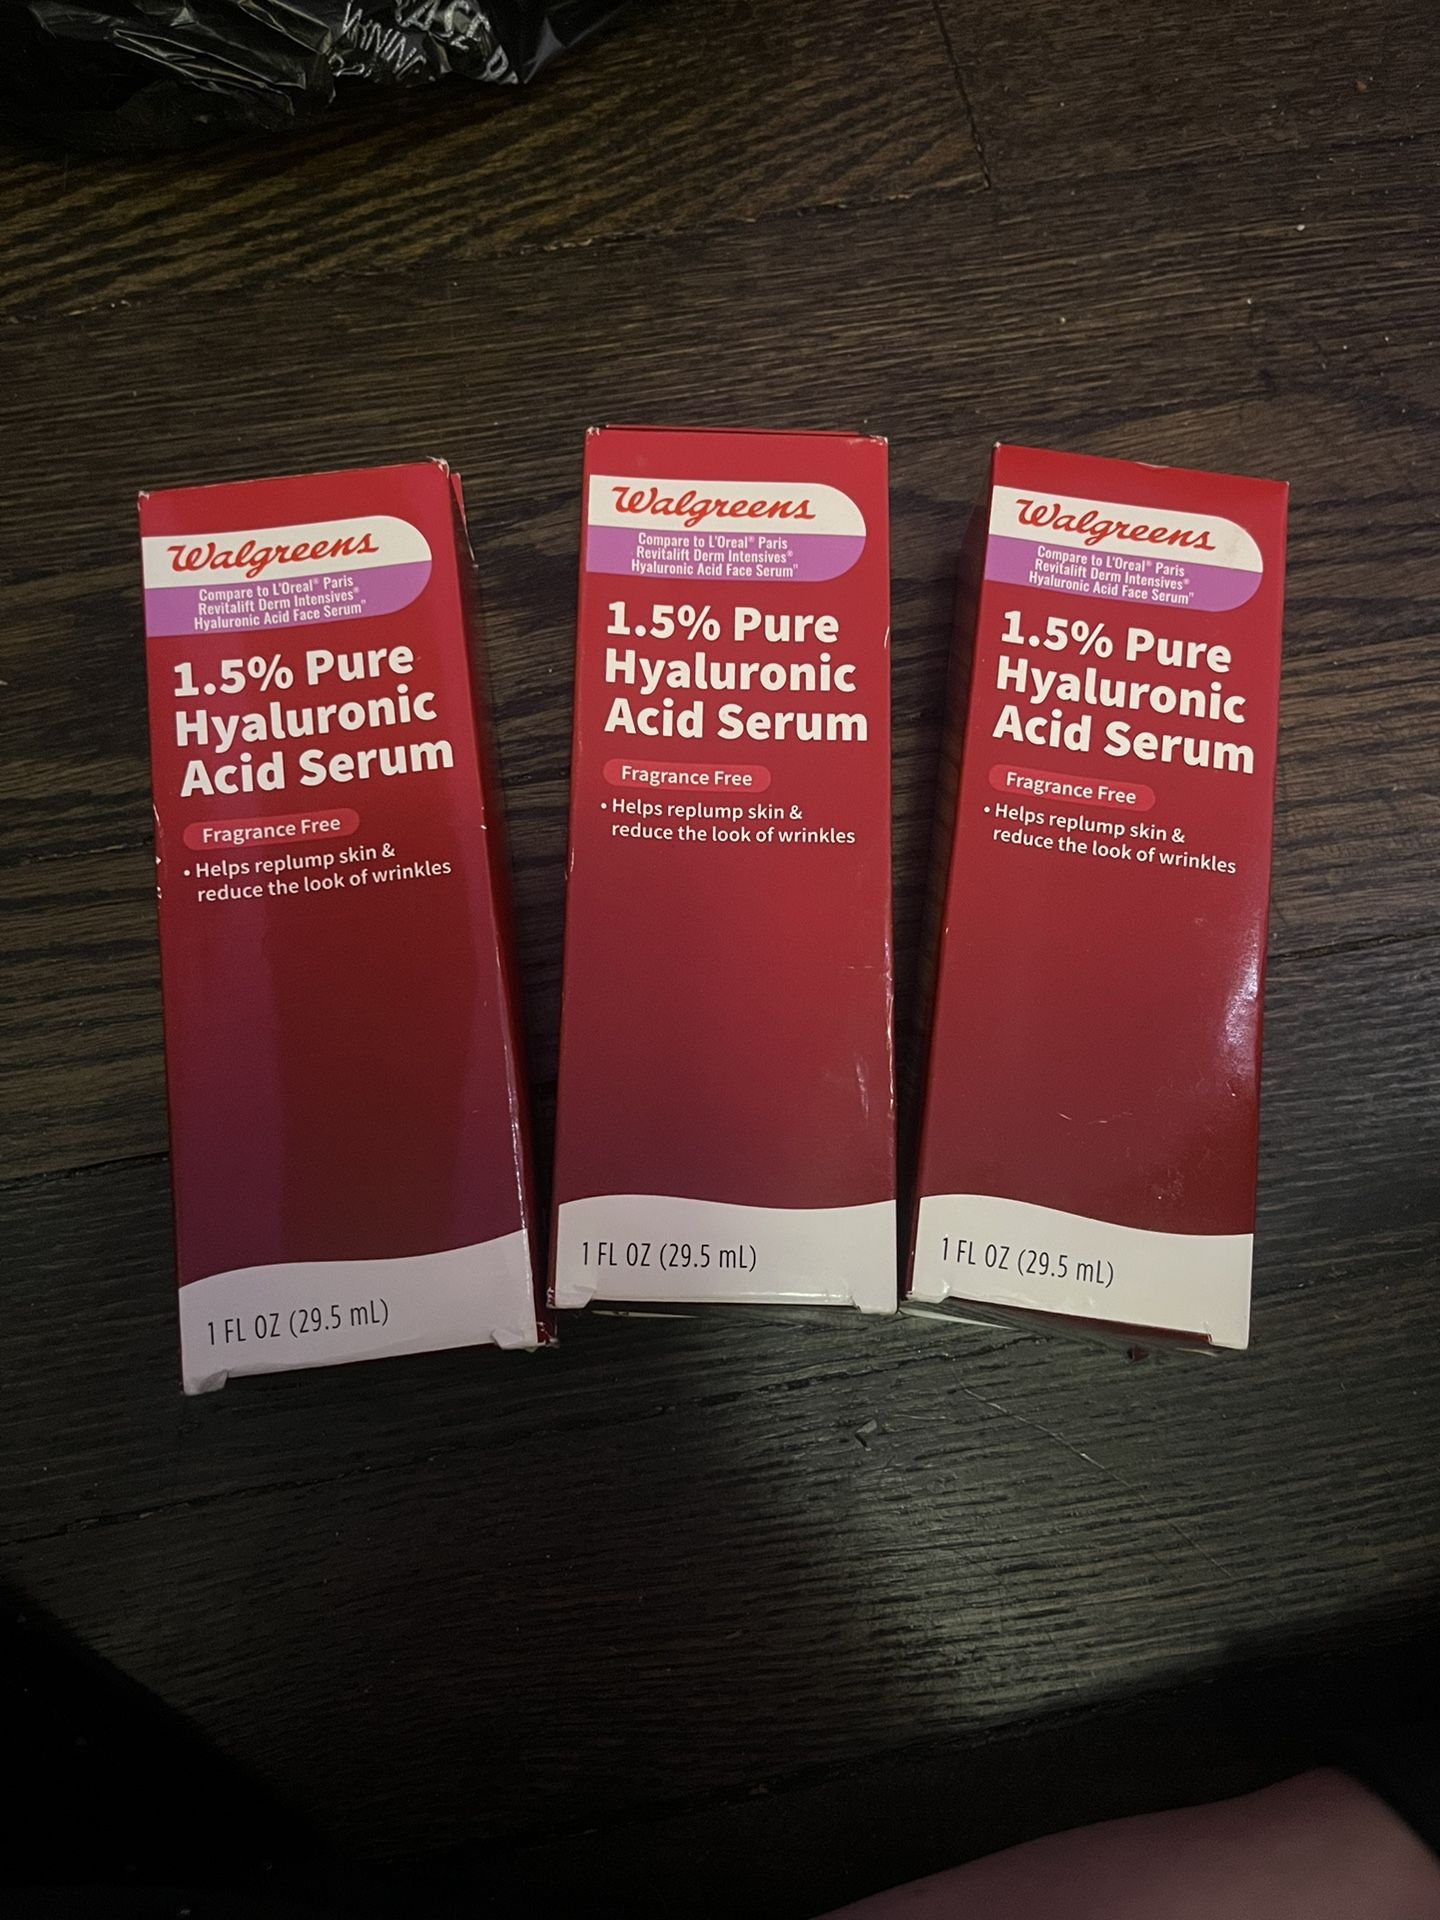 WARNING
Walgreens
Compare to L'Oreal® Paris
Revitalift Derm Intensives®
Hyaluronic Acid Face Serum"
1.5% Pure
Hyaluronic
Acid Serum
Fragrance Free
• Helps replump skin &
reduce the look of wrinkles
1 FL OZ (29.5 mL)
Walgreens
Compare to L'Oreal® Paris
Revitalift Derm Intensives®
Hyaluronic Acid Face Serum"
1.5% Pure
Hyaluronic
Acid Serum
Fragrance Free
• Helps replump skin &
reduce the look of wrinkles
1 FL OZ (29.5 mL)
Walgreens
Compare to L'Oreal® Paris
Revitalift Derm Intensives®
Hyaluronic Acid Face Serum"
1.5% Pure
Hyaluronic
Acid Serum
Fragrance Free
• Helps replump skin &
reduce the look of wrinkles
1 FL OZ (29.5 mL)